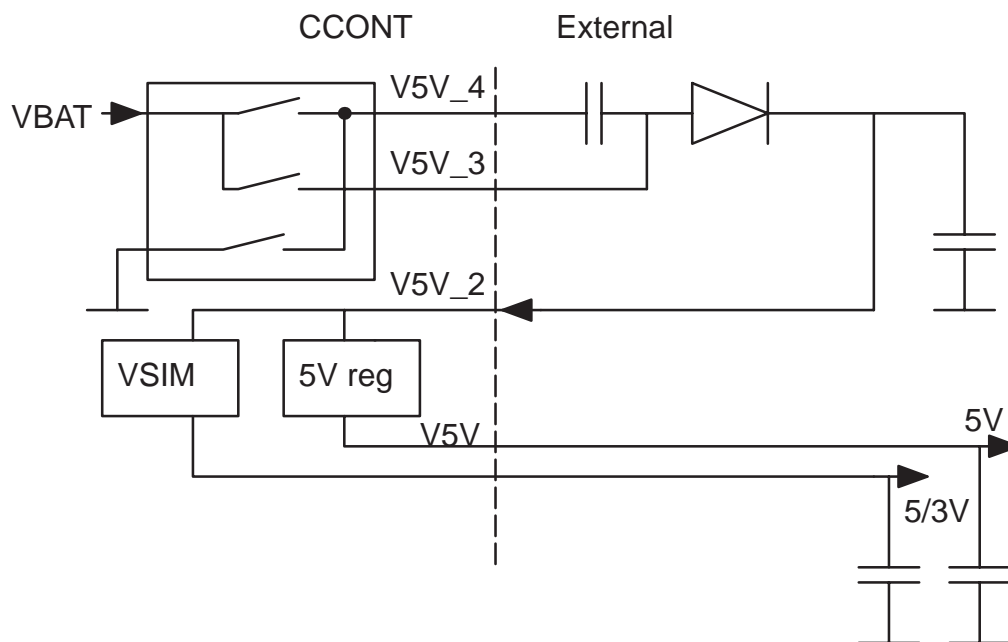 CCONT
External
VBAT
V5V_4
V5V_3
V5V_2
VSIM
5V reg
V5V
5V
5/3V